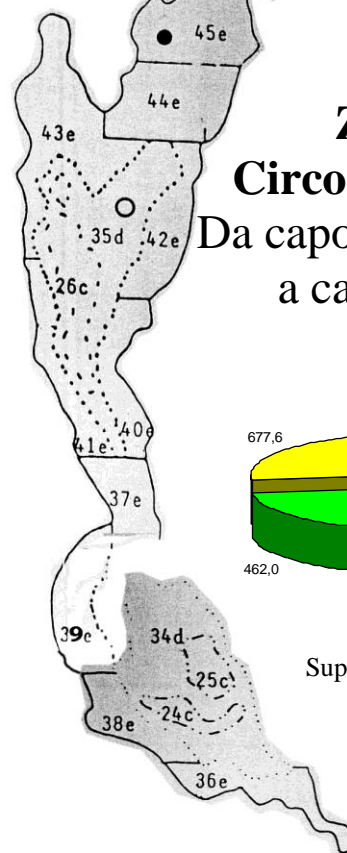 45e
44e
Z
43e
Circo
35d
42e
Da capo
26c
a ca
40e
41e
677,6
37e
462,0
39e
34d
Sup
25c
24c
38e
36e